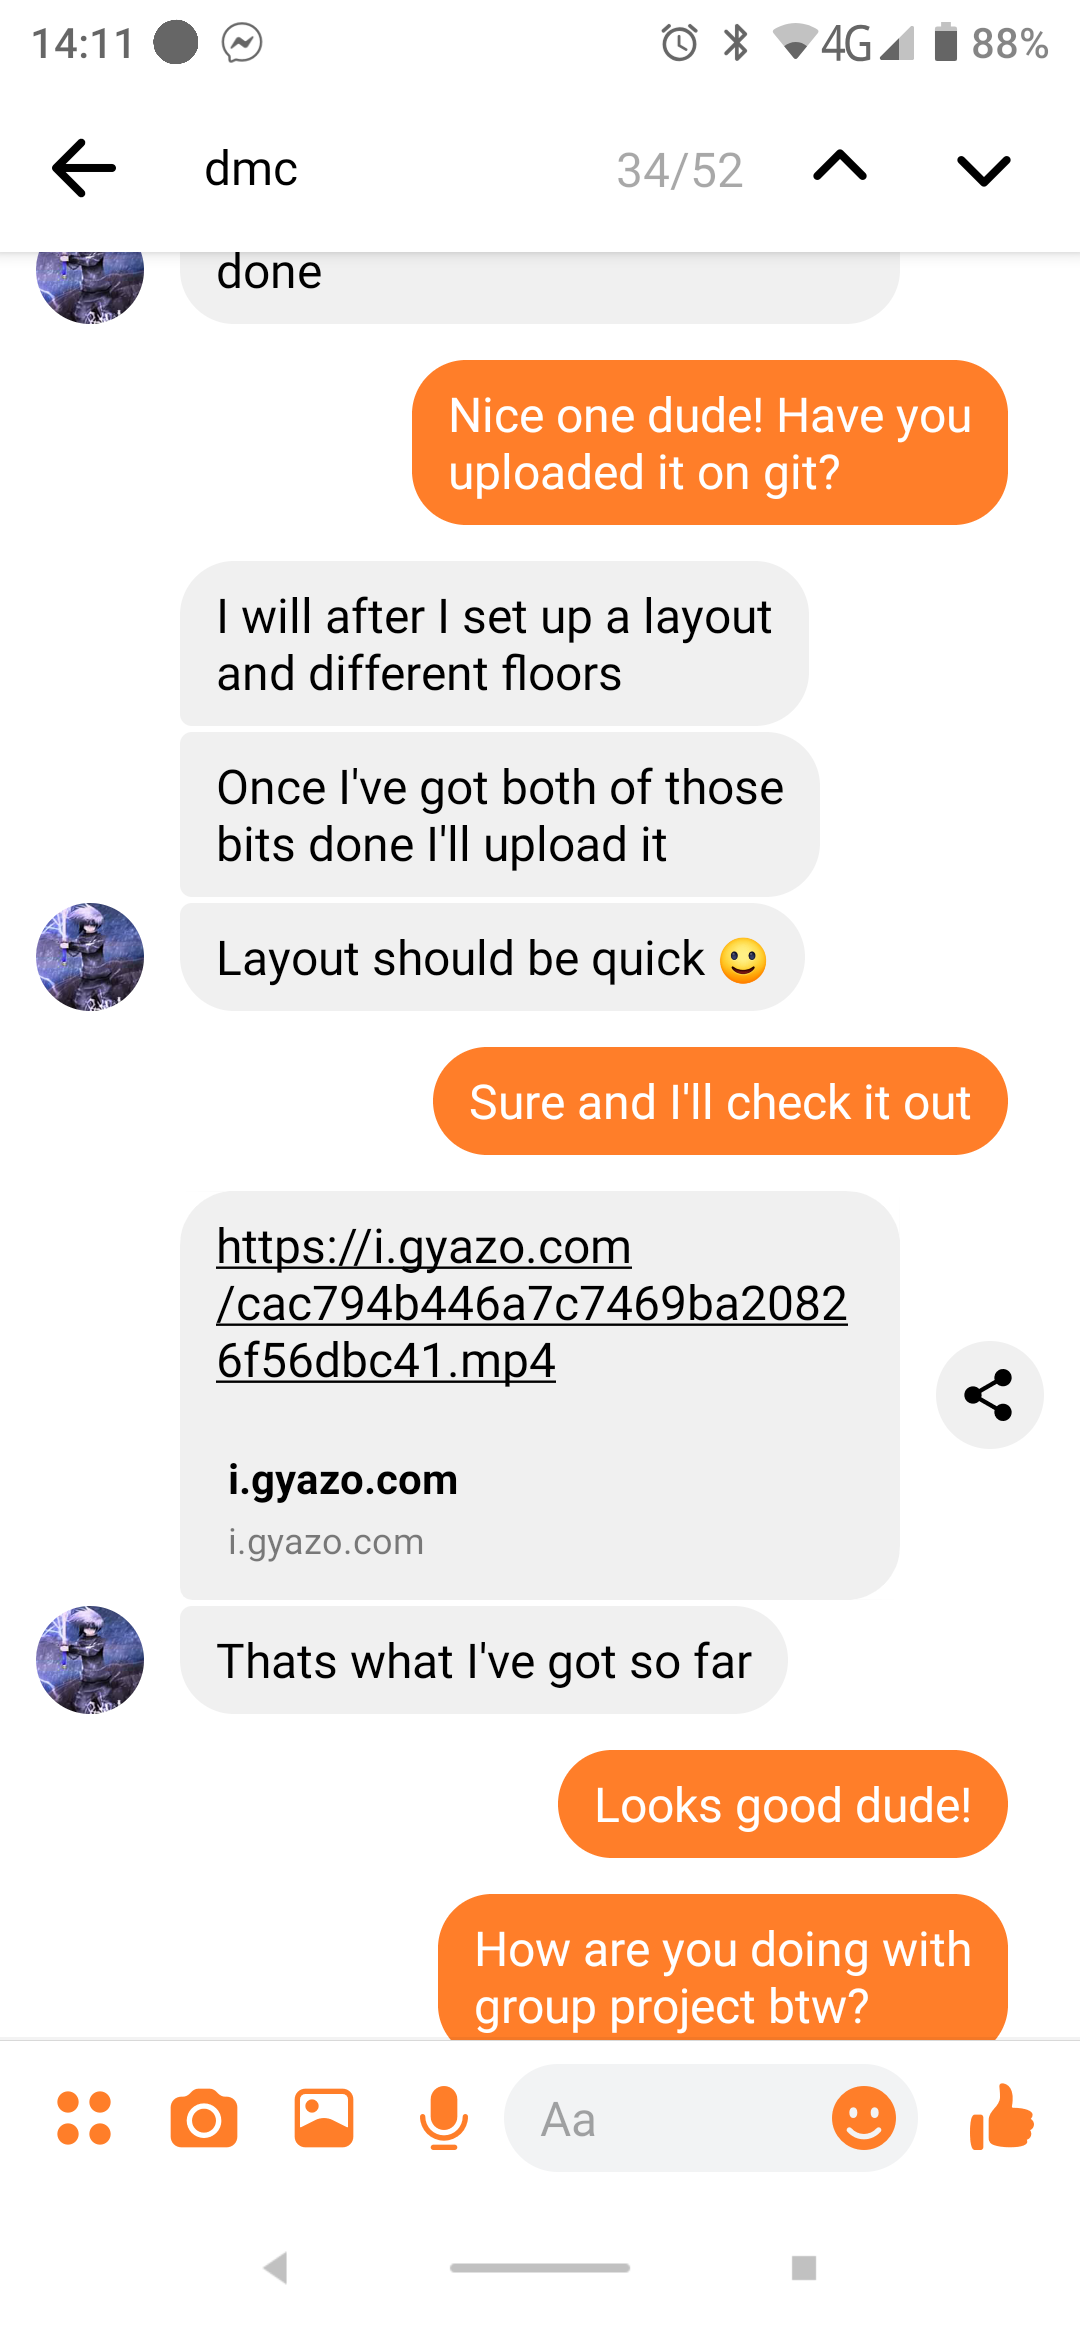 14:11
4G
88%
dmc
34/52
done
Nice one dude! Have you
uploaded it on git?
I will after I set up a layout
and different floors
Once I've got both of those
bits done I'll upload it
Layout should be quick 🙂
Sure and I'll check it out
https://i.gyazo.com
/cac794b446a7c7469ba2082
6f56dbc41.mp4
i.gyazo.com
i.gyazo.com
Thats what I've got so far
Looks good dude!
How are you doing with
group project btw?
Aa